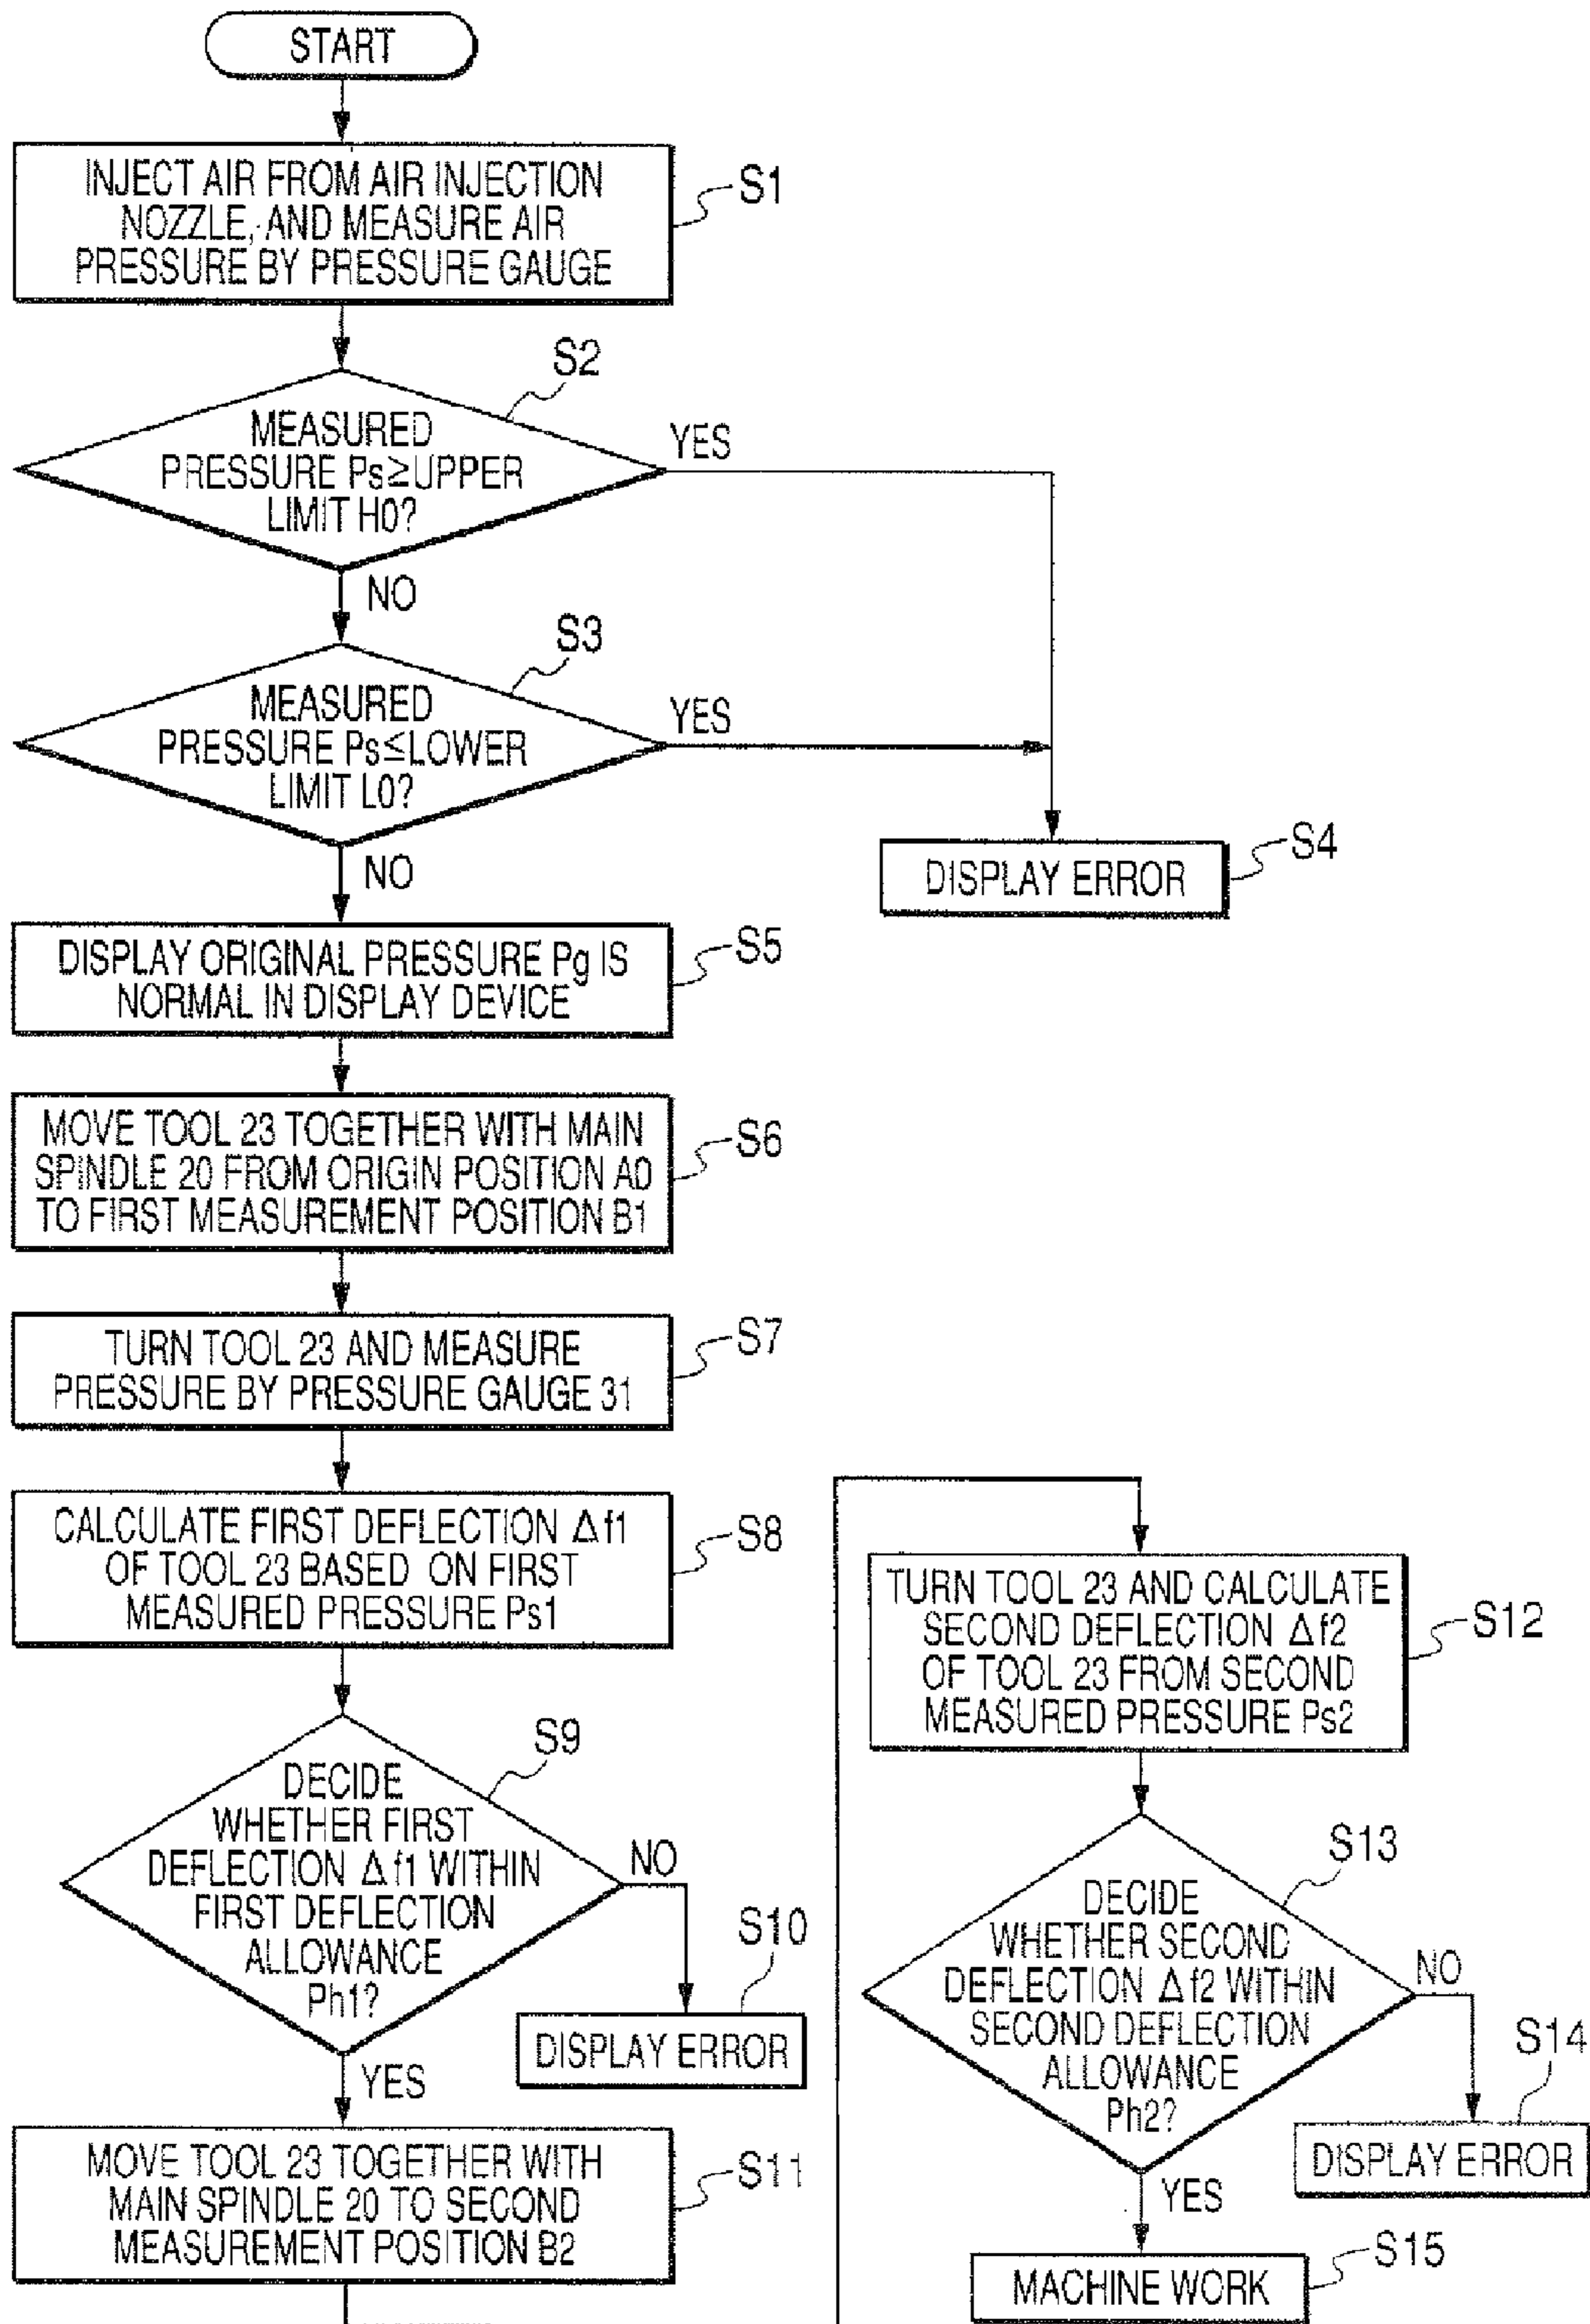 START
INJECT AIR FROM AIR INJECTION
NOZZLE, AND MEASURE AIR
PRESSURE BY PRESSURE GAUGE
S1
S2
MEASURED
PRESSURE Ps≥UPPER
LIMIT H0?
YES
NO
S3
MEASURED
PRESSURE Ps≤LOWER
LIMIT L0?
YES
NO
DISPLAY ERROR
S4
DISPLAY ORIGINAL PRESSURE Pg IS
NORMAL IN DISPLAY DEVICE
S5
MOVE TOOL 23 TOGETHER WITH MAIN
SPINDLE 20 FROM ORIGIN POSITION A0
TO FIRST MEASUREMENT POSITION B1
S6
TURN TOOL 23 AND MEASURE
PRESSURE BY PRESSURE GAUGE 31
S7
CALCULATE FIRST DEFLECTION Δf1
OF TOOL 23 BASED ON FIRST
MEASURED PRESSURE Ps1
S8
S9
DECIDE
WHETHER FIRST
DEFLECTION Δf1 WITHIN
FIRST DEFLECTION
ALLOWANCE
Ph1?
NO
S10
DISPLAY ERROR
YES
MOVE TOOL 23 TOGETHER WITH
MAIN SPINDLE 20 TO SECOND
MEASUREMENT POSITION B2
S11
TURN TOOL 23 AND CALCULATE
SECOND DEFLECTION Δf2
OF TOOL 23 FROM SECOND
MEASURED PRESSURE Ps2
S12
S13
DECIDE
WHETHER SECOND
DEFLECTION Δf2 WITHIN
SECOND DEFLECTION
ALLOWANCE
Ph2?
NO
S14
DISPLAY ERROR
YES
MACHINE WORK
S15